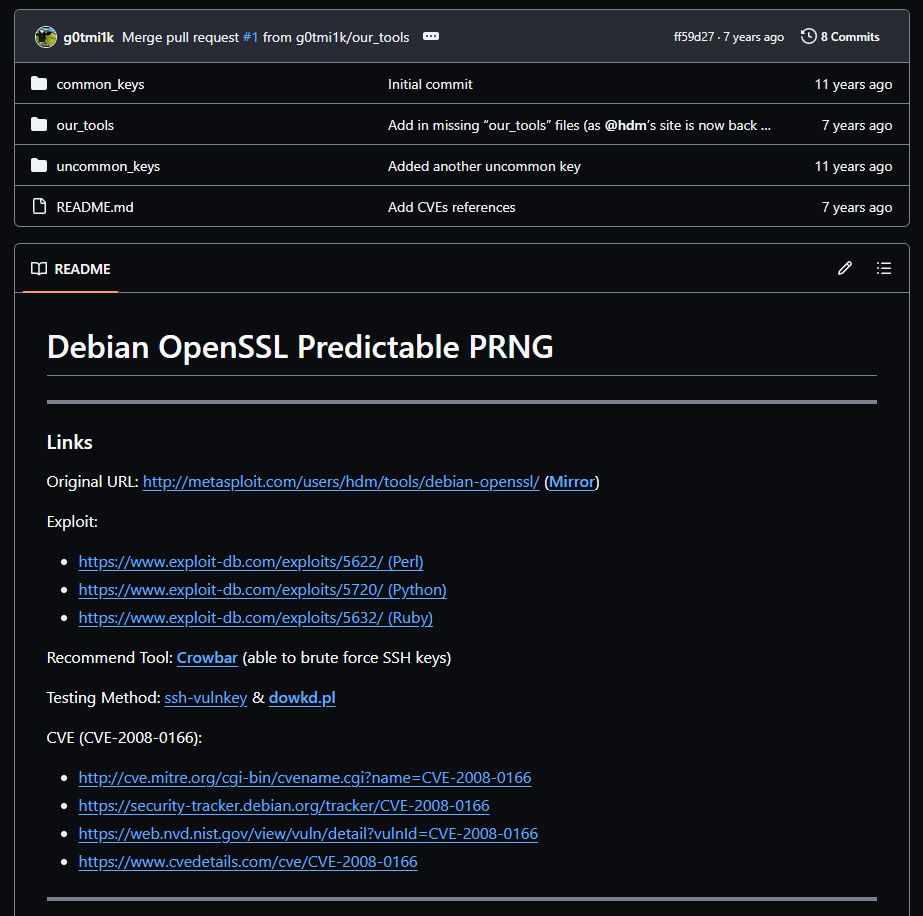 g0tmi1k Merge pull request #1 from g0tmi1k/our_tools ff59d27 · 7 years ago 8 Commits
common_keys Initial commit 11 years ago
our_tools Add in missing “our_tools” files (as @hdm's site is now back ... 7 years ago
uncommon_keys Added another uncommon key 11 years ago
README.md Add CVEs references 7 years ago
README
Debian OpenSSL Predictable PRNG
Links
Original URL: http://metasploit.com/users/hdm/tools/debian-openssl/ (Mirror)
Exploit:
• https://www.exploit-db.com/exploits/5622/ (Perl)
• https://www.exploit-db.com/exploits/5720/ (Python)
• https://www.exploit-db.com/exploits/5632/ (Ruby)
Recommend Tool: Crowbar (able to brute force SSH keys)
Testing Method: ssh-vulnkey & dowkd.pl
CVE (CVE-2008-0166):
• http://cve.mitre.org/cgi-bin/cvename.cgi?name=CVE-2008-0166
• https://security-tracker.debian.org/tracker/CVE-2008-0166
• https://web.nvd.nist.gov/view/vuln/detail?vulnId=CVE-2008-0166
• https://www.cvedetails.com/cve/CVE-2008-0166